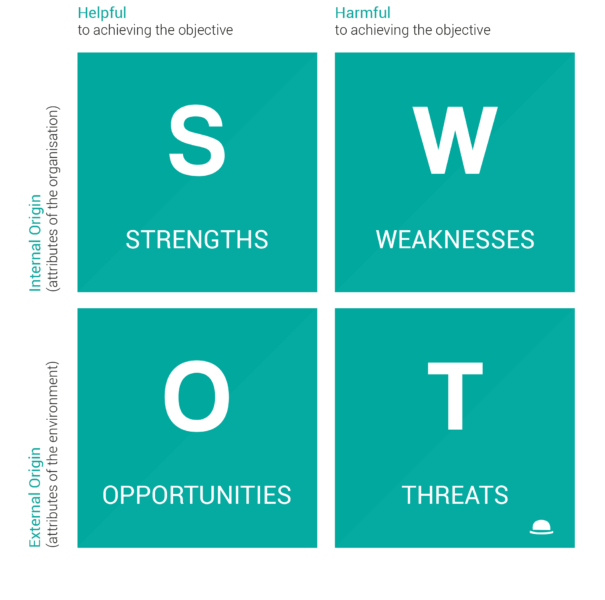 Helpful
to achieving the objective
Harmful
to achieving the objective
Internal Origin
(attributes of the organisation)
S
STRENGTHS
W
WEAKNESSES
External Origin
(attributes of the environment)
O
OPPORTUNITIES
T
THREATS